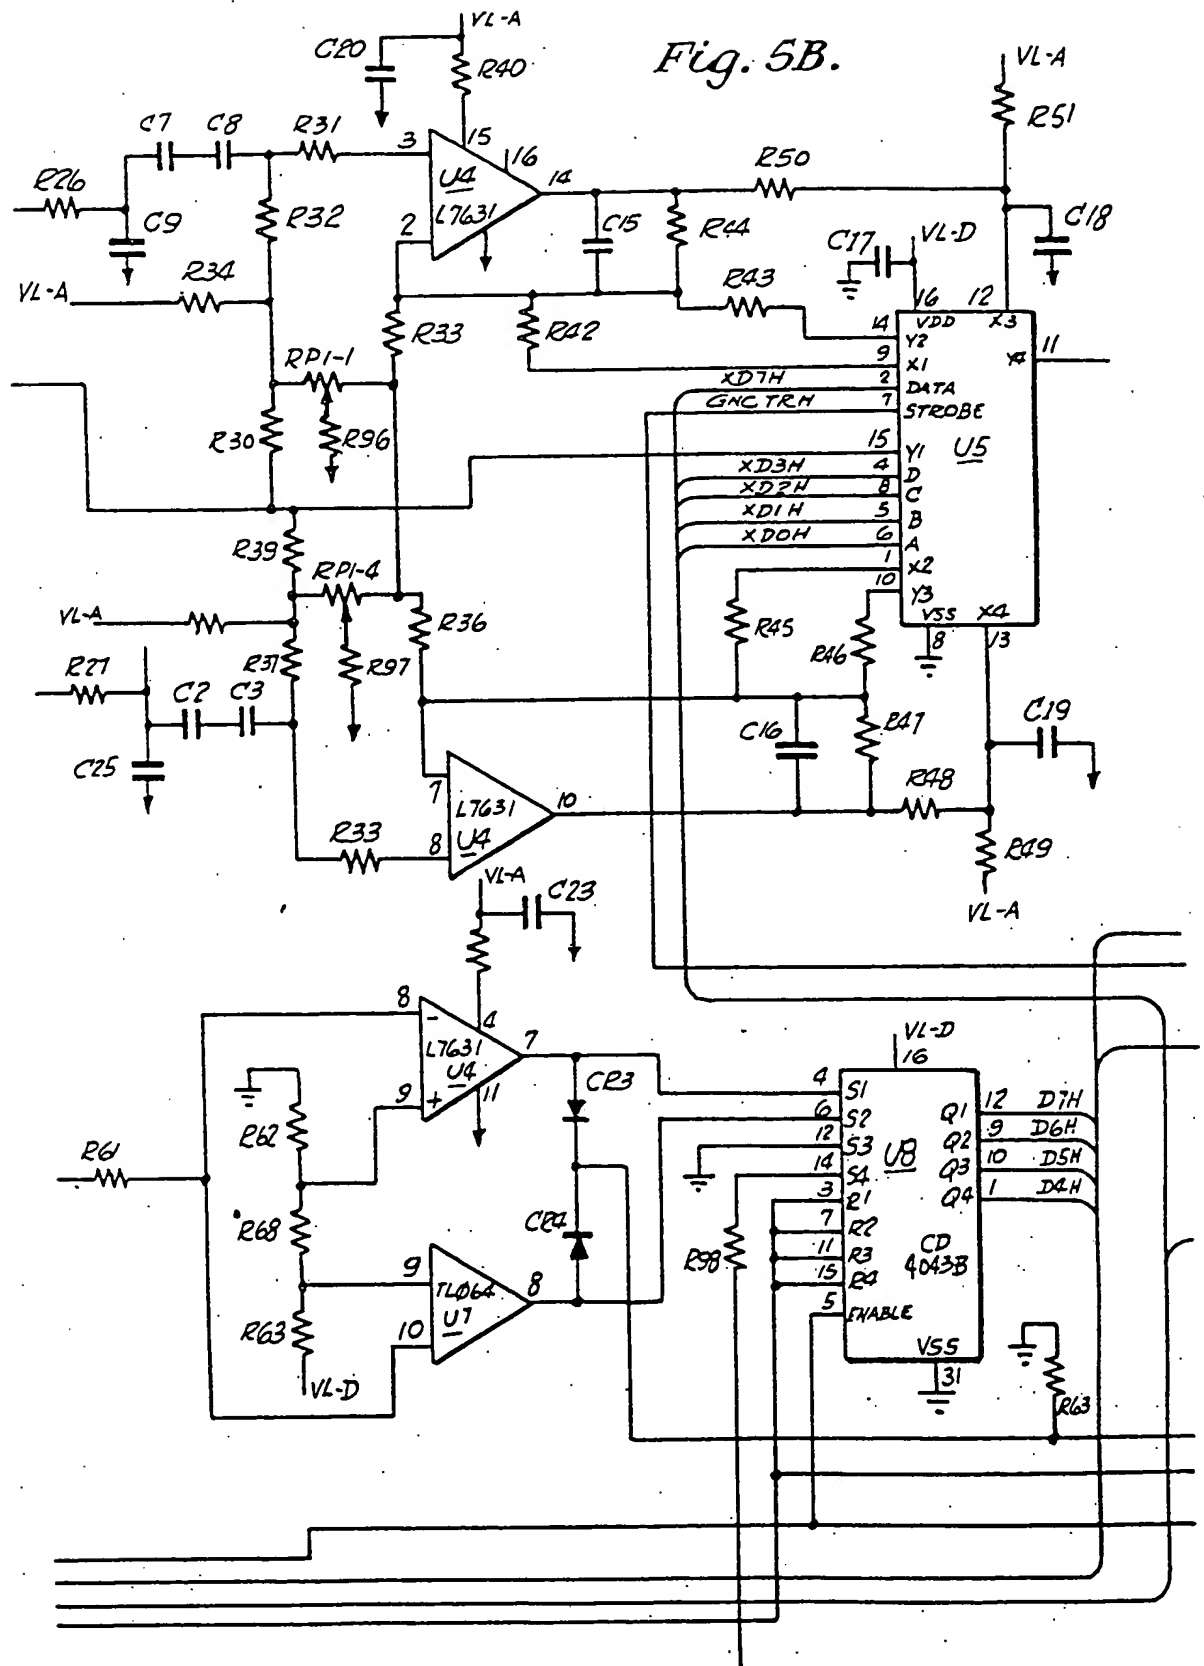 Fig. 5B.
VL-A
C20
R40
VL-A
R51
C7
C8
R31
3
15
16
U4
L7631
14
R50
R26
C9
R32
2
C15
R44
C17
VL-D
C18
VL-A
R34
R43
16
12
VDD
X3
R33
R42
14
Y2
9
X1
Y4
11
RP1-1
XD7H
2
DATA
GNCTRH
7
STROBE
R30
R96
15
Y1
U5
XD3H
4
D
XD2H
8
C
XD1H
5
B
XD0H
6
A
R39
RP1-4
1
X2
10
Y3
VL-A
R36
VSS
X4
8
13
R45
R46
R27
R37
R97
C2
C3
C25
C16
R47
C19
7
L7631
U4
10
R48
R33
8
R49
VL-A
C23
VL-A
8
-
4
L7631
U4
7
9
+
11
CR3
VL-D
16
4
S1
6
S2
12
S3
14
S4
3
R1
7
R2
11
R3
15
R4
5
ENABLE
U8
CD
4043B
Q1
12
D7H
Q2
9
D6H
Q3
10
D5H
Q4
1
D4H
R62
R61
R68
CR4
R98
9
TL064
U7
8
R63
10
VL-D
VSS
31
R63